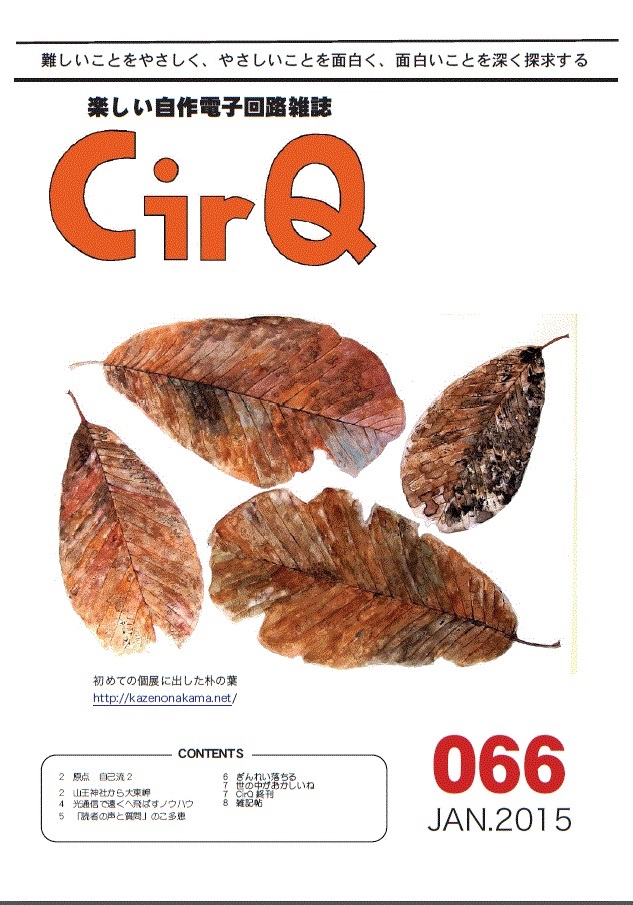 難しいことをやさしく、やさしいことを面白く、面白いことを深く探求する
楽しい自作電子回路雑誌
CirQ
初めての個展に出した朴の葉
http://kazenonakama.net/
CONTENTS
2 原点 自己流2
2 山王神社から大東岬
4 光通信で遠くへ飛ばすノウハウ
5 「読者の声と質問」のこ多恵
6 ぎんれい落ちる
7 世の中がおかしいね
7 CirQ 終刊
8 雑記帖
066
JAN.2015